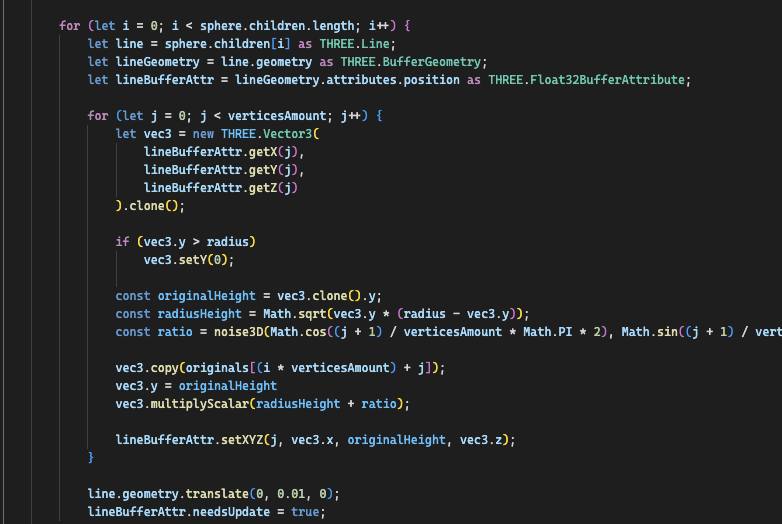 for (let i = 0; i < sphere.children.length; i++) {
let line = sphere.children[i] as THREE.Line;
let lineGeometry = line.geometry as THREE.BufferGeometry;
let lineBufferAttr = lineGeometry.attributes.position as THREE.Float32BufferAttribute;
for (let j = 0; j < verticesAmount; j++) {
let vec3 = new THREE.Vector3(
lineBufferAttr.getX(j),
lineBufferAttr.getY(j),
lineBufferAttr.getZ(j)
).clone();
if (vec3.y > radius)
vec3.setY(0);
const originalHeight = vec3.clone().y;
const radiusHeight = Math.sqrt(vec3.y * (radius - vec3.y));
const ratio = noise3D(Math.cos((j + 1) / verticesAmount * Math.PI * 2), Math.sin((j + 1) / vert
vec3.copy(originals[(i * verticesAmount) + j]);
vec3.y = originalHeight
vec3.multiplyScalar(radiusHeight + ratio);
lineBufferAttr.setXYZ(j, vec3.x, originalHeight, vec3.z);
}
line.geometry.translate(0, 0.01, 0);
lineBufferAttr.needsUpdate = true;